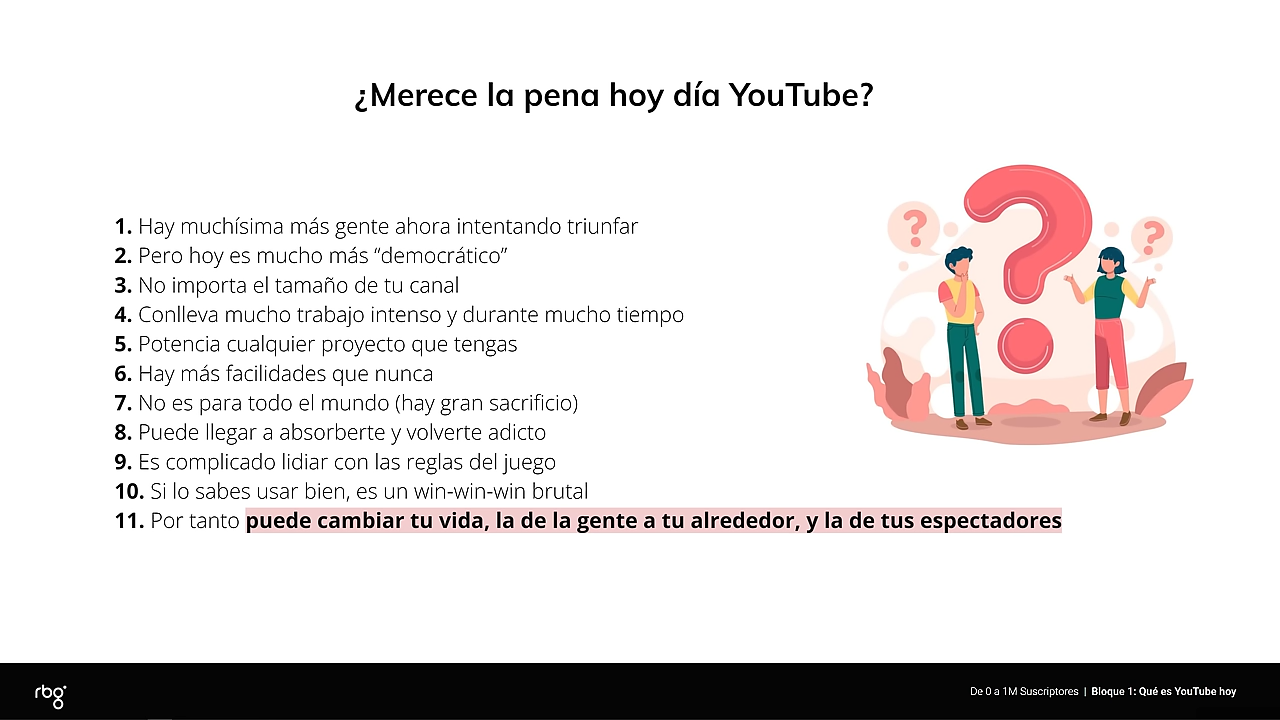 ¿Merece la pena hoy día YouTube?
1. Hay muchísima más gente ahora intentando triunfar
2. Pero hoy es mucho más “democrático”
3. No importa el tamaño de tu canal
4. Conlleva mucho trabajo intenso y durante mucho tiempo
5. Potencia cualquier proyecto que tengas
6. Hay más facilidades que nunca
7. No es para todo el mundo (hay gran sacrificio)
8. Puede llegar a absorberte y volverte adicto
9. Es complicado lidiar con las reglas del juego
10. Si lo sabes usar bien, es un win-win-win brutal
11. Por tanto puede cambiar tu vida, la de la gente a tu alrededor, y la de tus espectadores
? ? ?
rbg
De 0 a 1M Suscriptores | Bloque 1: Qué es YouTube hoy